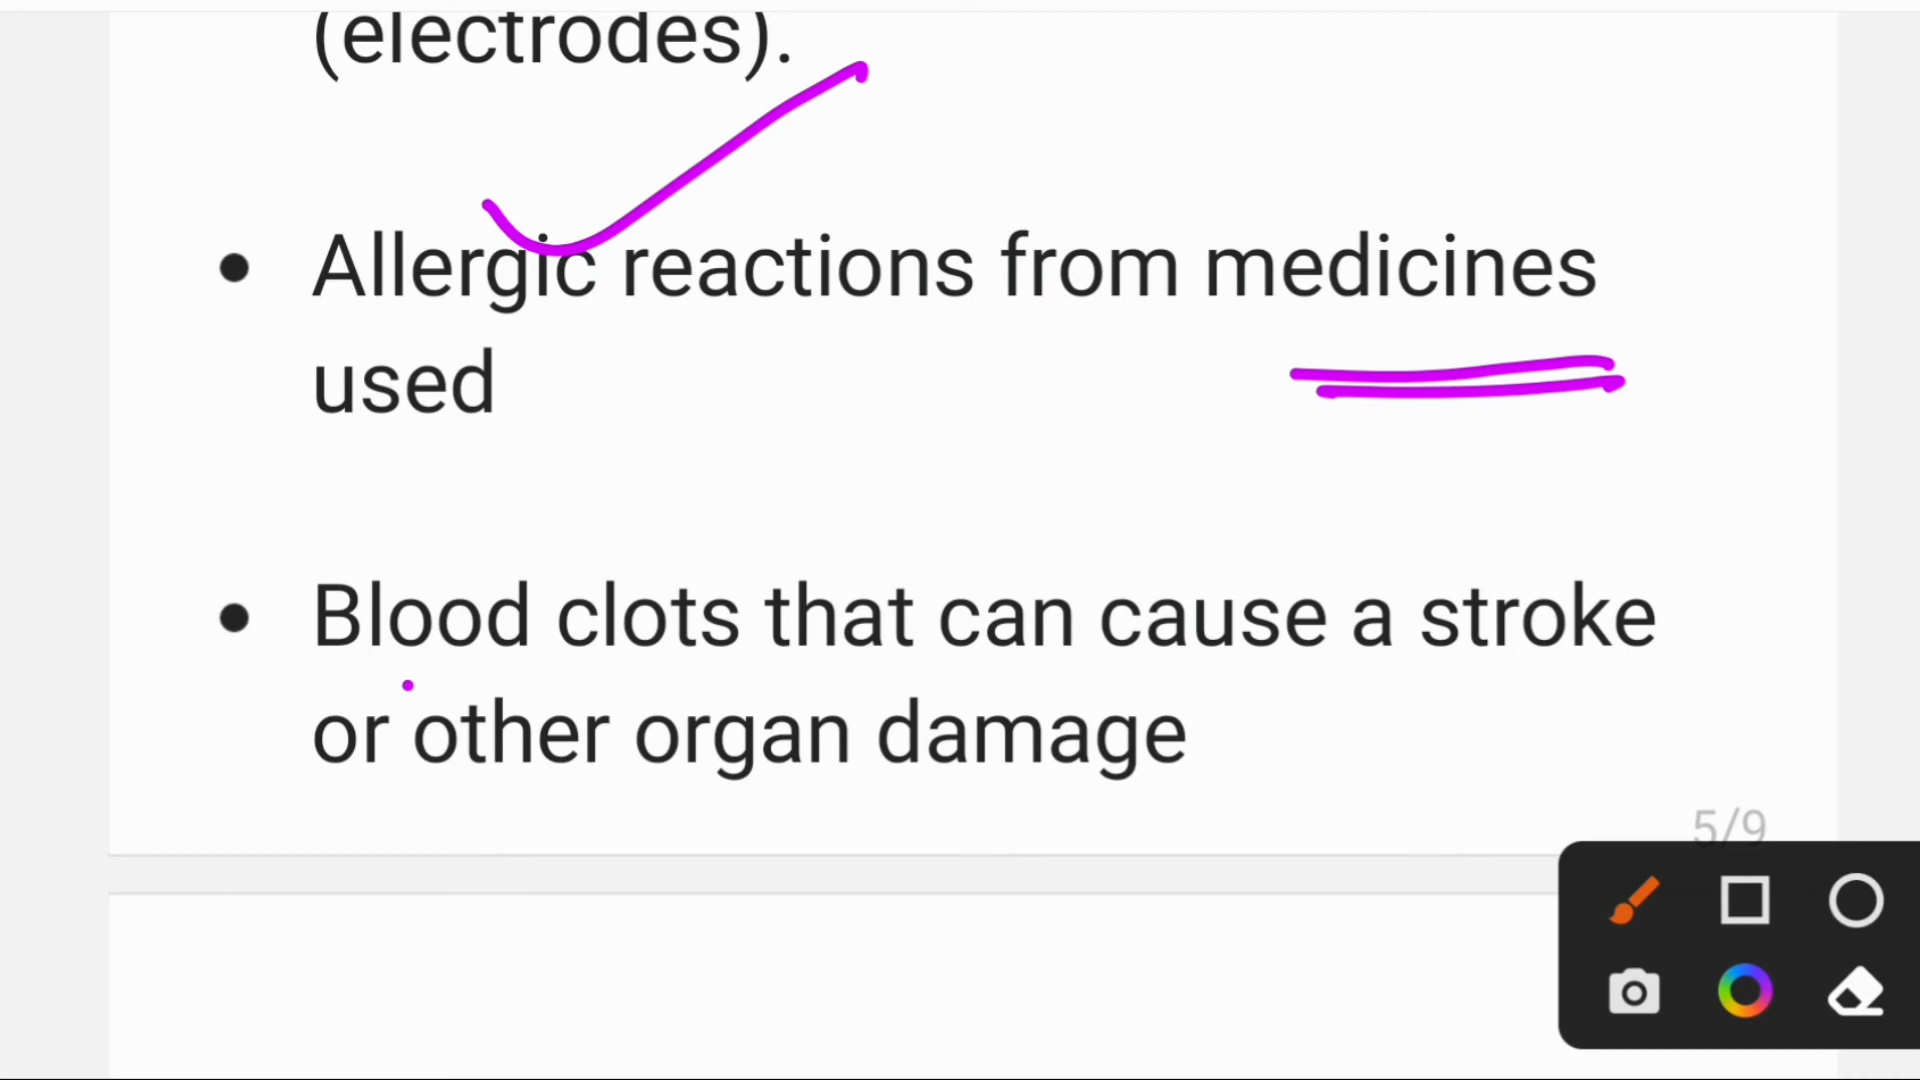 (electrodes).
• Allergic reactions from medicines
used
• Blood clots that can cause a stroke
or other organ damage
5/9